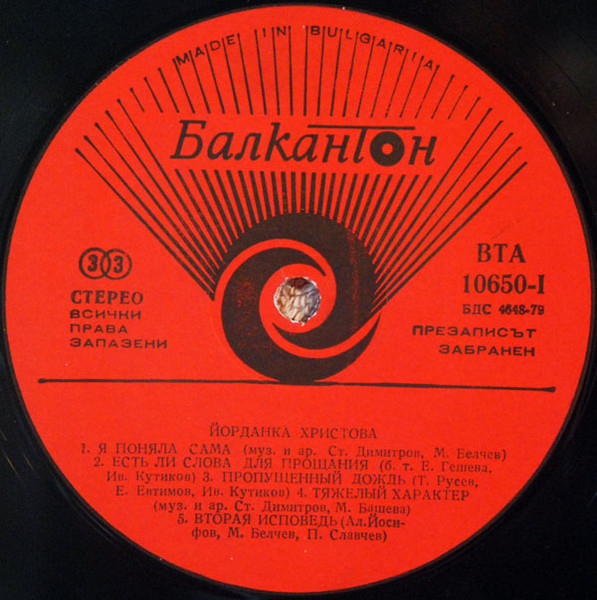 MADE IN BULGARIA
Балкантон
33
СТЕРЕО
ВСИЧКИ
ПРАВА
ЗАПАЗЕНИ
ВТА
10650-I
БДС 4648-79
ПРЕЗАПИСЪТ
ЗАБРАНЕН
ЙОРДАНКА ХРИСТОВА
1. Я ПОНЯЛА САМА (муз. и ар. Ст. Димитров, М. Белчев)
2. ЕСТЬ ЛИ СЛОВА ДЛЯ ПРОЩАНИЯ (б. т. Е. Гешева,
Ив. Кутиков) 3. ПРОПУЩЕННЫЙ ДОЖДЬ (Т. Русев,
Е. Евтимов, Ив. Кутиков) 4. ТЯЖЕЛЫЙ ХАРАКТЕР
(муз. и ар. Ст. Димитров, М. Башева)
5. ВТОРАЯ ИСПОВЕДЬ (Ал.Йоси-
фов, М. Белчев, П. Славчев)